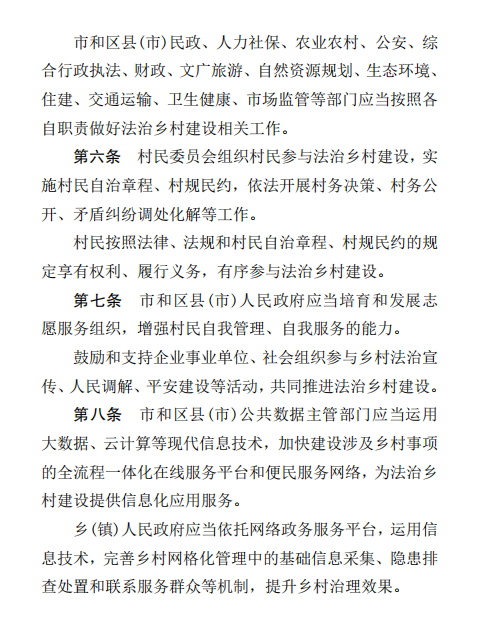 市和区县(市)民政、人力社保、农业农村、公安、综
合行政执法、财政、文广旅游、自然资源规划、生态环境、
住建、交通运输、卫生健康、市场监管等部门应当按照各
自职责做好法治乡村建设相关工作。
第六条 村民委员会组织村民参与法治乡村建设,实
施村民自治章程、村规民约,依法开展村务决策、村务公
开、矛盾纠纷调处化解等工作。
村民按照法律、法规和村民自治章程、村规民约的规
定享有权利、履行义务,有序参与法治乡村建设。
第七条 市和区县(市)人民政府应当培育和发展志
愿服务组织,增强村民自我管理、自我服务的能力。
鼓励和支持企业事业单位、社会组织参与乡村法治宣
传、人民调解、平安建设等活动,共同推进法治乡村建设。
第八条 市和区县(市)公共数据主管部门应当运用
大数据、云计算等现代信息技术,加快建设涉及乡村事项
的全流程一体化在线服务平台和便民服务网络,为法治乡
村建设提供信息化应用服务。
乡(镇)人民政府应当依托网络政务服务平台,运用信
息技术,完善乡村网格化管理中的基础信息采集、隐患排
查处置和联系服务群众等机制,提升乡村治理效果。